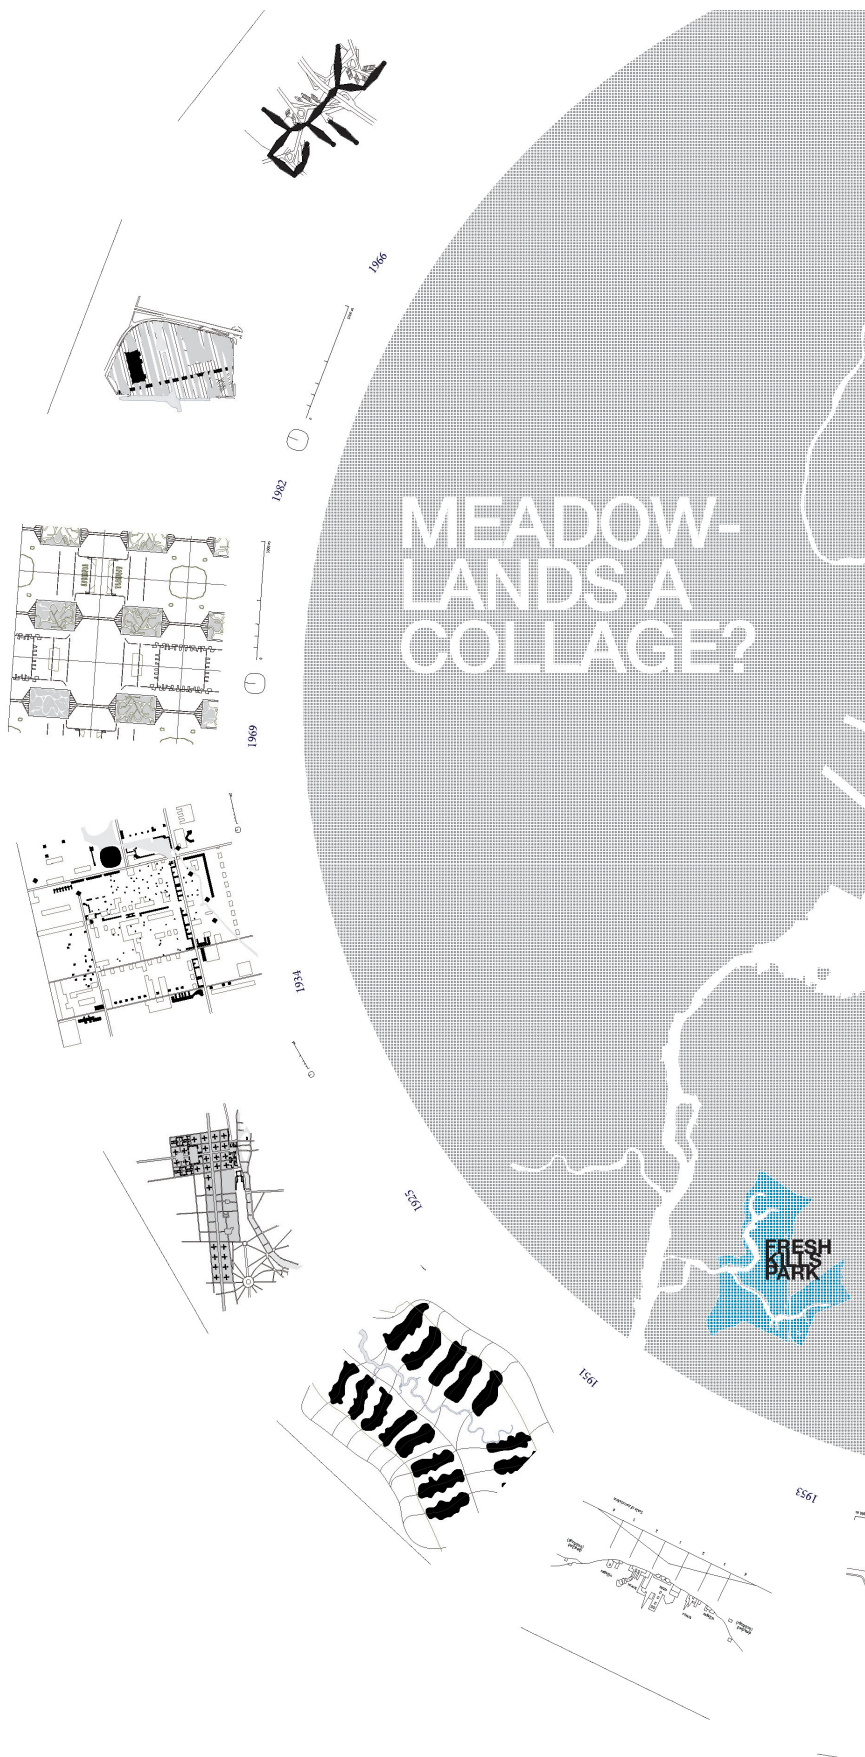 1966
1982
MEADOW-
LANDS A
COLLAGE?
1969
1934
1925
FRESH
KILLS
PARK
1951
1953